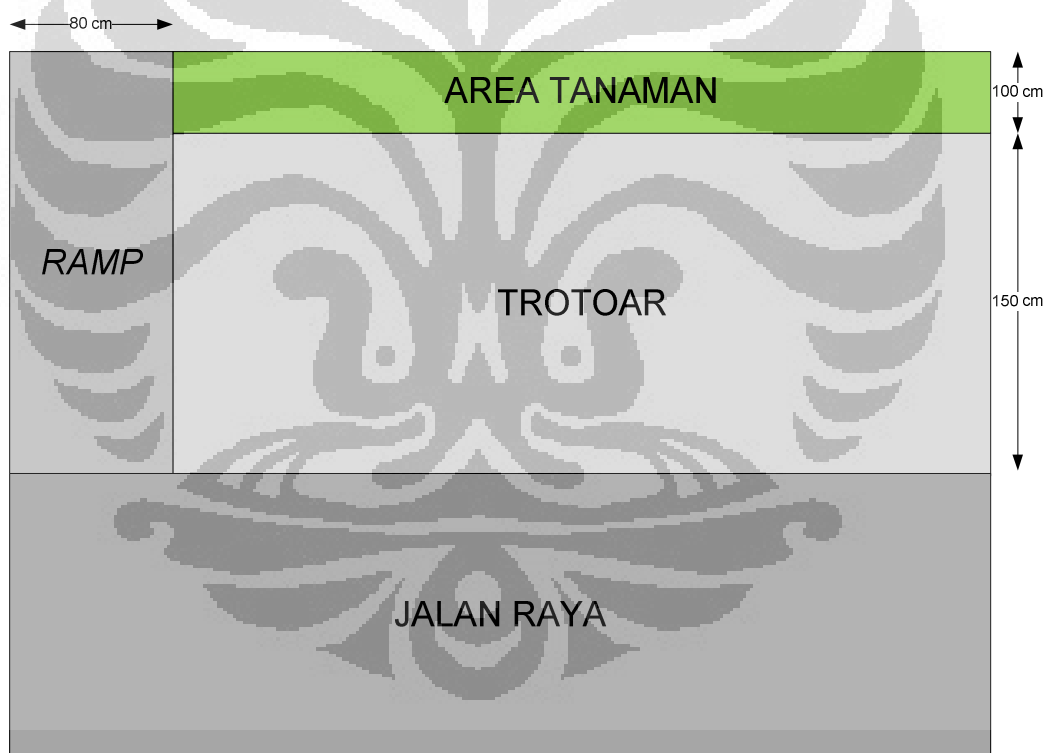 80 cm
AREA TANAMAN
100 cm
RAMP
TROTOAR
150 cm
JALAN RAYA